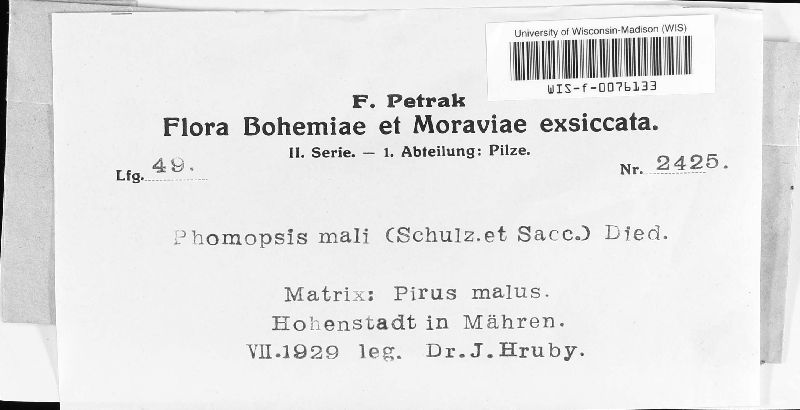 University of Wisconsin-Madison (WIS)
WIS-f-0076133
F. Petrak
Flora Bohemiae et Moraviae exsiccata.
II. Serie. — 1. Abteilung: Pilze.
Lfg. 49.
Nr. 2425.
Phomopsis mali (Schulz.et Sacc.) Died.
Matrix: Pirus malus.
Hohenstadt in Mähren.
VII.1929 leg. Dr.J.Hruby.